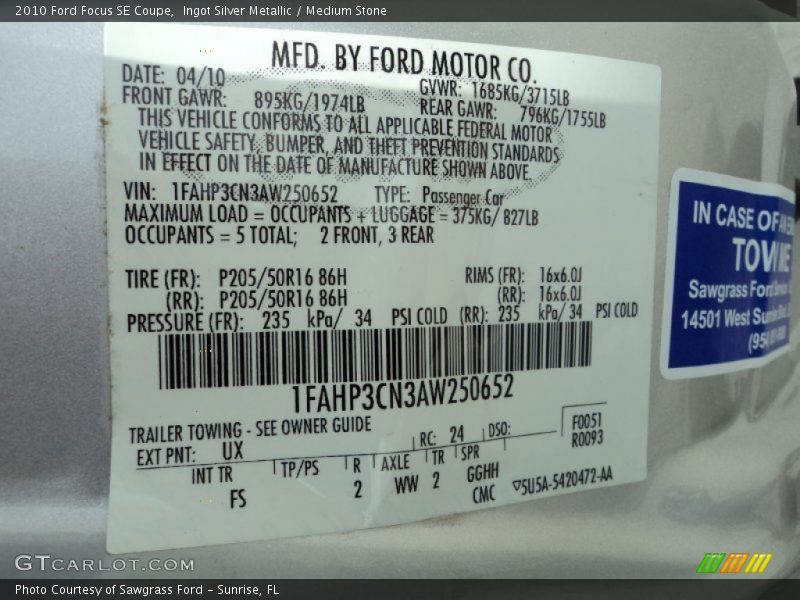 2010 Ford Focus SE Coupe,  Ingot Silver Metallic / Medium Stone
MFD. BY FORD MOTOR CO.
DATE: 04/10 GVWR: 1685KG/3715LB
FRONT GAWR: 895KG/1974LB REAR GAWR: 796KG/1755LB
THIS VEHICLE CONFORMS TO ALL APPLICABLE FEDERAL MOTOR
VEHICLE SAFETY, BUMPER, AND THEFT PREVENTION STANDARDS
IN EFFECT ON THE DATE OF MANUFACTURE SHOWN ABOVE.
VIN: 1FAHP3CN3AW250652 TYPE: Passenger Car
MAXIMUM LOAD = OCCUPANTS + LUGGAGE = 375KG/ 827LB
OCCUPANTS = 5 TOTAL; 2 FRONT, 3 REAR
TIRE (FR): P205/50R16 86H RIMS (FR): 16x6.0J
(RR): P205/50R16 86H (RR): 16x6.0J
PRESSURE (FR): 235 kPa/ 34 PSI COLD (RR): 235 kPa/ 34 PSI COLD
1FAHP3CN3AW250652
TRAILER TOWING - SEE OWNER GUIDE
EXT PNT: UX RC: 24 DSO: F0051
R0093
INT TR TP/PS R AXLE TR SPR
FS 2 WW 2 GGHH
CMC ▽5U5A-5420472-AA
IN CASE OF
TOW
Sawgrass Ford
14501 West
(95
GTCARLOT.COM
Photo Courtesy of Sawgrass Ford - Sunrise, FL